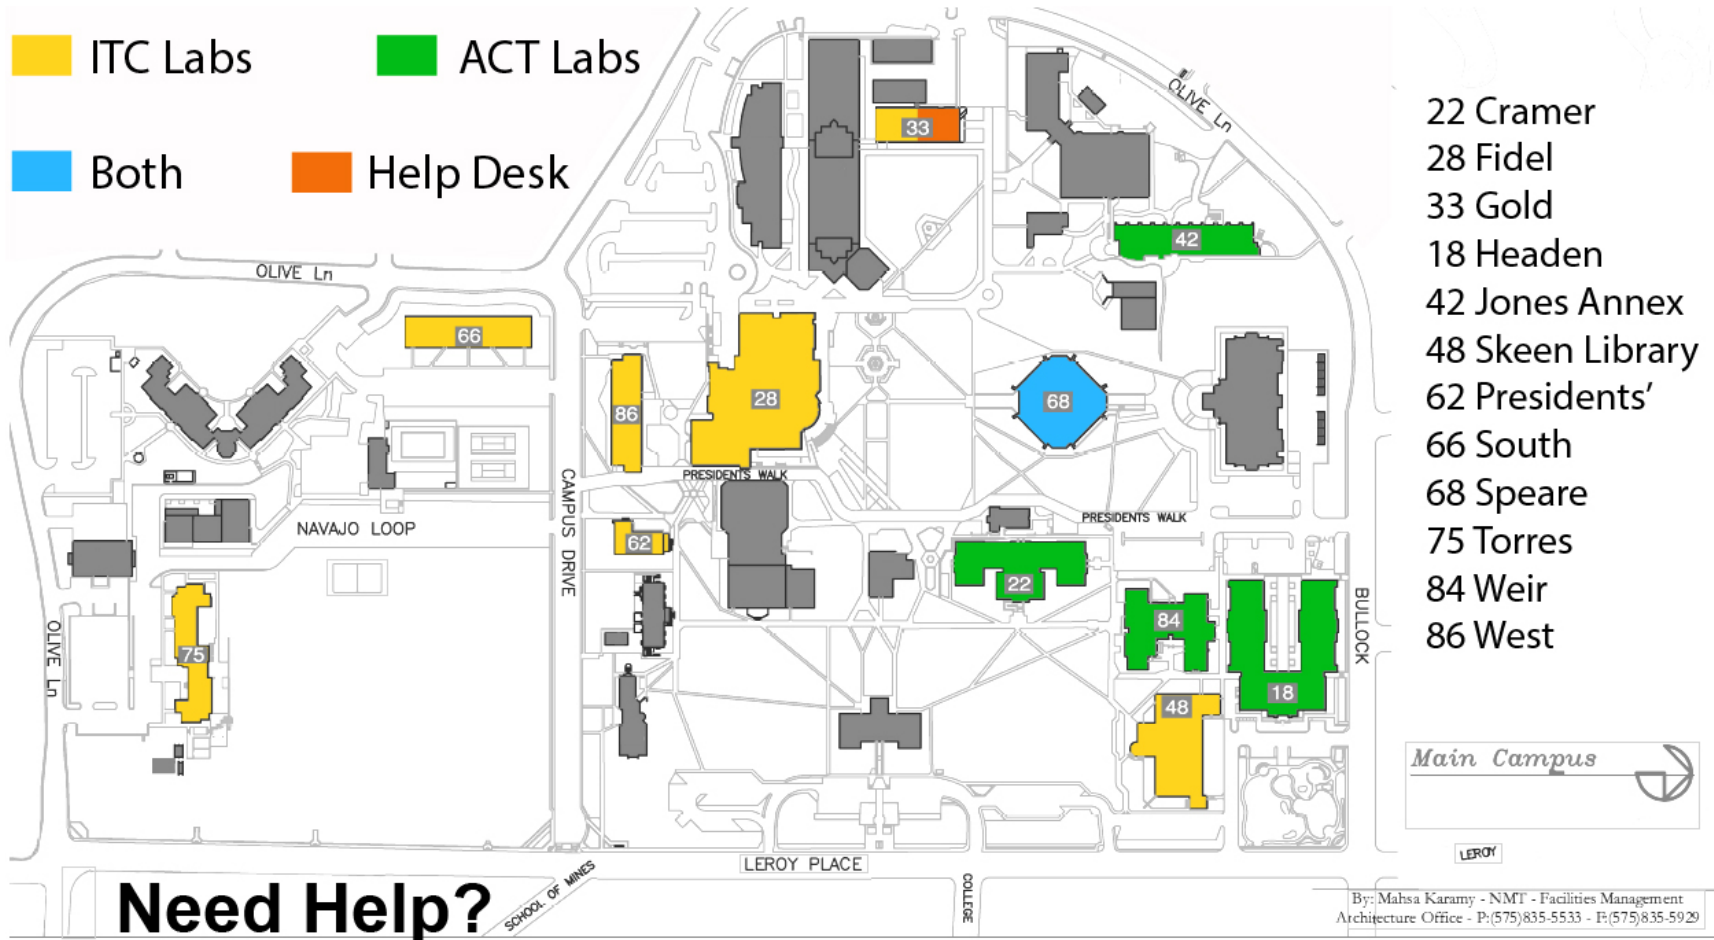 ITC Labs
ACT Labs
Both
Help Desk
22 Cramer
28 Fidel
33 Gold
18 Headen
42 Jones Annex
48 Skeen Library
62 Presidents’
66 South
68 Speare
75 Torres
84 Weir
86 West
OLIVE Ln
33
42
OLIVE Ln
66
86
28
68
PRESIDENTS WALK
CAMPUS DRIVE
NAVAJO LOOP
62
PRESIDENTS WALK
22
84
18
BULLOCK
75
OLIVE Ln
48
Main Campus
LEROY
LEROY PLACE
SCHOOL OF MINES
COLLEGE
Need Help?
By: Mahsa Karamy - NMT - Facilities Management
Architecture Office - P:(575)835-5533 - F:(575)835-5929